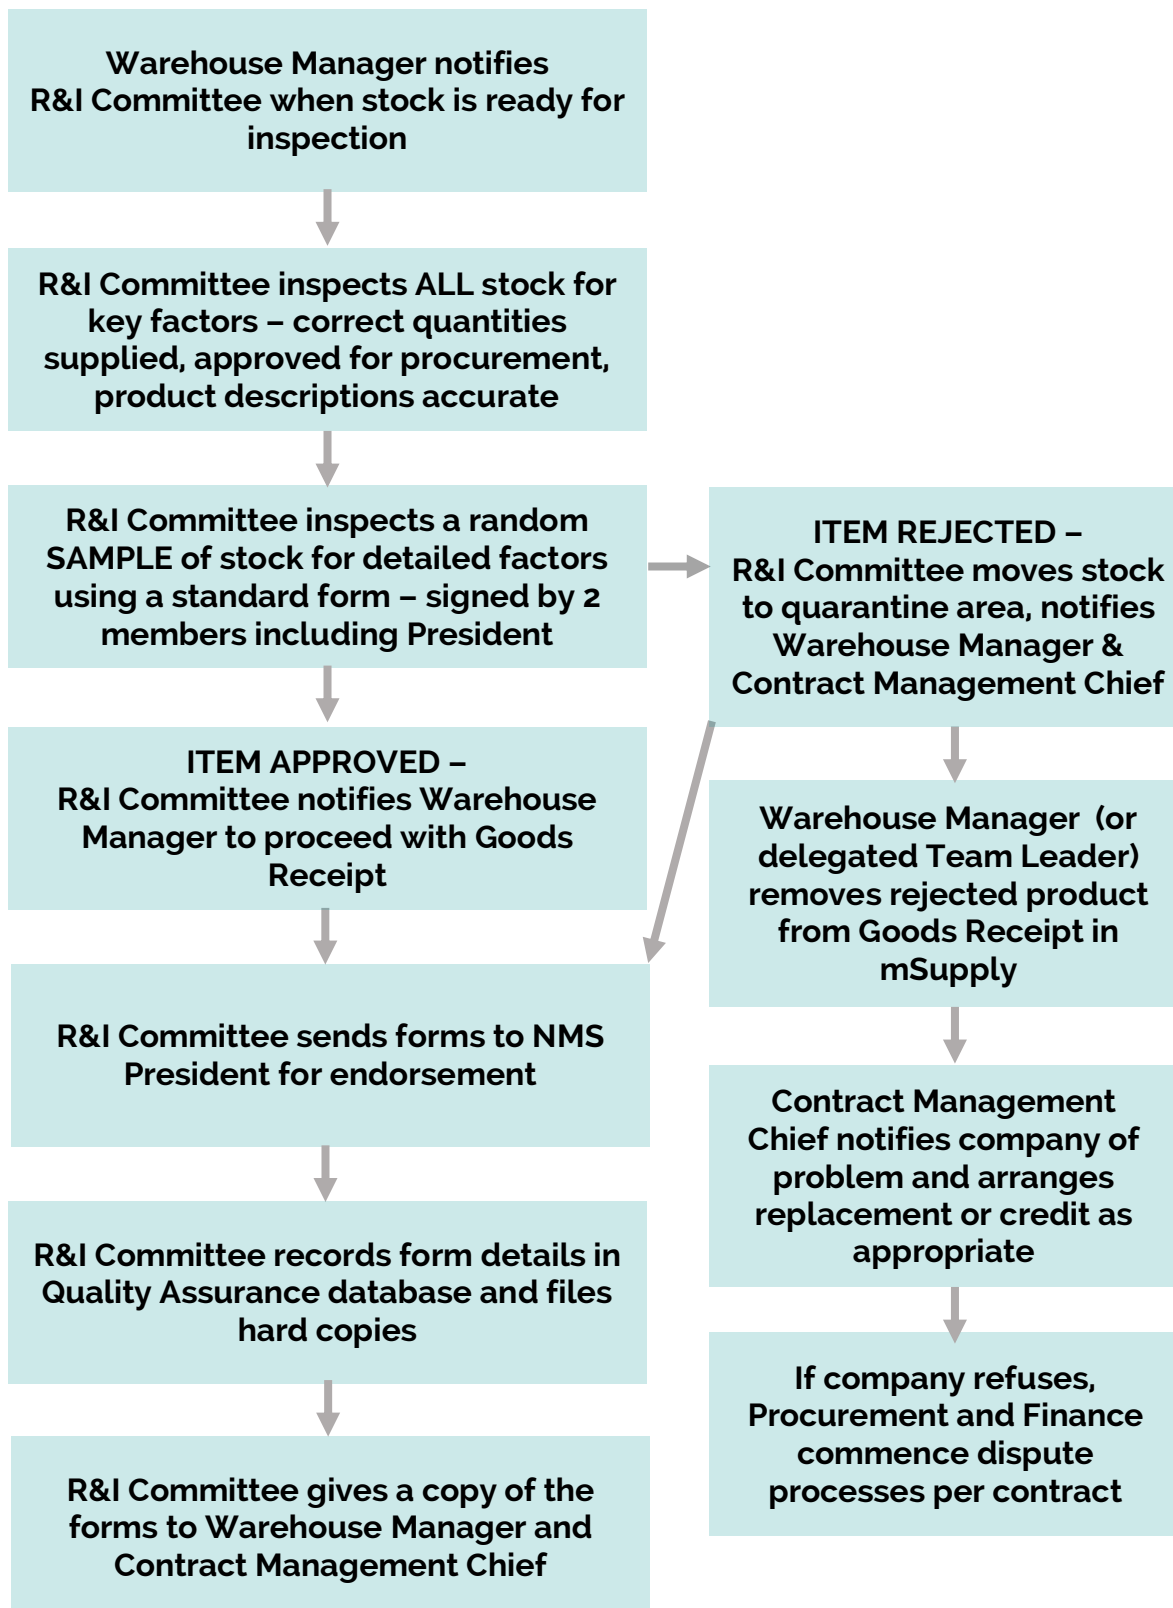 Warehouse Manager notifies
R&I Committee when stock is ready for
inspection
R&I Committee inspects ALL stock for
key factors – correct quantities
supplied, approved for procurement,
product descriptions accurate
R&I Committee inspects a random
SAMPLE of stock for detailed factors
using a standard form – signed by 2
members including President
ITEM APPROVED –
R&I Committee notifies Warehouse
Manager to proceed with Goods
Receipt
R&I Committee sends forms to NMS
President for endorsement
R&I Committee records form details in
Quality Assurance database and files
hard copies
R&I Committee gives a copy of the
forms to Warehouse Manager and
Contract Management Chief
ITEM REJECTED –
R&I Committee moves stock
to quarantine area, notifies
Warehouse Manager &
Contract Management Chief
Warehouse Manager (or
delegated Team Leader)
removes rejected product
from Goods Receipt in
mSupply
Contract Management
Chief notifies company of
problem and arranges
replacement or credit as
appropriate
If company refuses,
Procurement and Finance
commence dispute
processes per contract